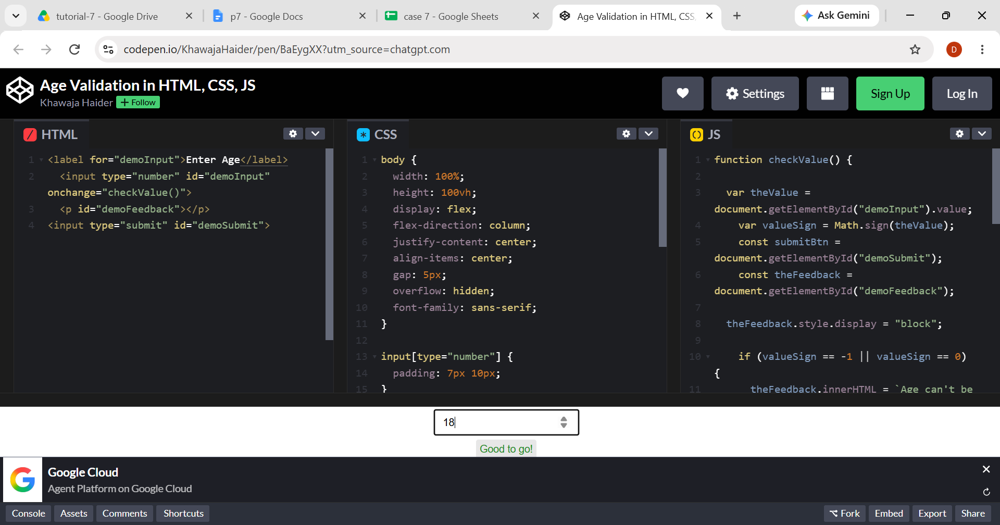 tutorial-7 - Google Drive
p7 - Google Docs
case 7 - Google Sheets
Age Validation in HTML, CSS,
Ask Gemini
codepen.io/KhawajaHaider/pen/BaEygXX?utm_source=chatgpt.com
D
Age Validation in HTML, CSS, JS
Khawaja Haider
+ Follow
Settings
Sign Up
Log In
HTML
1 <label for="demoInput">Enter Age</label>
2 <input type="number" id="demoInput"
onchange="checkValue()">
3 <p id="demoFeedback"></p>
4 <input type="submit" id="demoSubmit">
CSS
1 body {
2 width: 100%;
3 height: 100vh;
4 display: flex;
5 flex-direction: column;
6 justify-content: center;
7 align-items: center;
8 gap: 5px;
9 overflow: hidden;
10 font-family: sans-serif;
11 }
12
13 input[type="number"] {
14 padding: 7px 10px;
15 }
JS
1 function checkValue() {
2
3 var theValue =
document.getElementById("demoInput").value;
4 var valueSign = Math.sign(theValue);
5 const submitBtn =
document.getElementById("demoSubmit");
6 const theFeedback =
document.getElementById("demoFeedback");
7
8 theFeedback.style.display = "block";
9
10 if (valueSign == -1 || valueSign == 0)
{
11 theFeedback.innerHTML = `Age can't be
18
Good to go!
Google Cloud
Agent Platform on Google Cloud
Console
Assets
Comments
Shortcuts
Fork
Embed
Export
Share